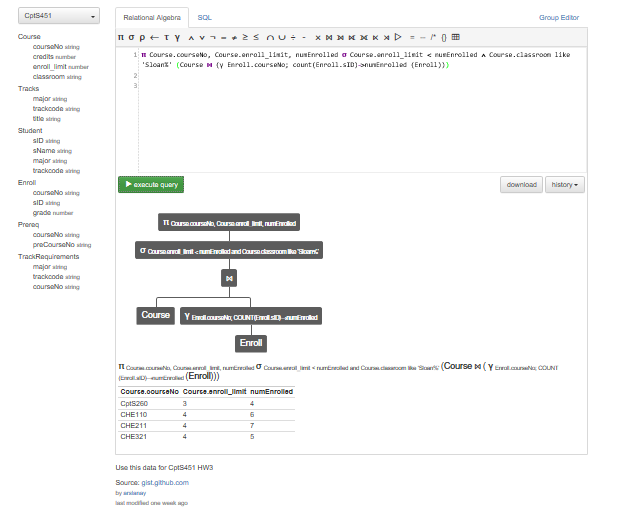 CptS451
Relational Algebra SQL Group Editor
π σ ρ ← τ γ ∧ ∨ ¬ = ≠ ≥ ≤ ∩ ∪ ÷ - × ⋈ ⟕ ⟖ ⟗ ⋉ ⋊ ▷ = -- /* {}
1 π Course.courseNo, Course.enroll_limit, numEnrolled σ Course.enroll_limit < numEnrolled ∧ Course.classroom like
'Sloan%' (Course ⋈ (γ Enroll.courseNo; count(Enroll.sID)->numEnrolled (Enroll)))
2
3
Course
courseNo string
credits number
enroll_limit number
classroom string
Tracks
major string
trackcode string
title string
Student
sID string
sName string
major string
trackcode string
Enroll
courseNo string
sID string
grade number
Prereq
courseNo string
preCourseNo string
TrackRequirements
major string
trackcode string
courseNo string
execute query download history
π Course.courseNo, Course.enroll_limit, numEnrolled
σ Course.enroll_limit < numEnrolled and Course.classroom like 'Sloan%'
⋈
Course γ Enroll.courseNo, COUNT(Enroll.sID)→numEnrolled
Enroll
π Course.courseNo, Course.enroll_limit, numEnrolled σ Course.enroll_limit < numEnrolled and Course.classroom like 'Sloan%' (Course ⋈ ( γ Enroll.courseNo, COUNT
(Enroll.sID)→numEnrolled (Enroll)))
Course.courseNo Course.enroll_limit numEnrolled
CptS260 3 4
CHE110 4 6
CHE211 4 7
CHE321 4 5
Use this data for CptS451 HW3
Source: gist.github.com
by arslanay
last modified one week ago